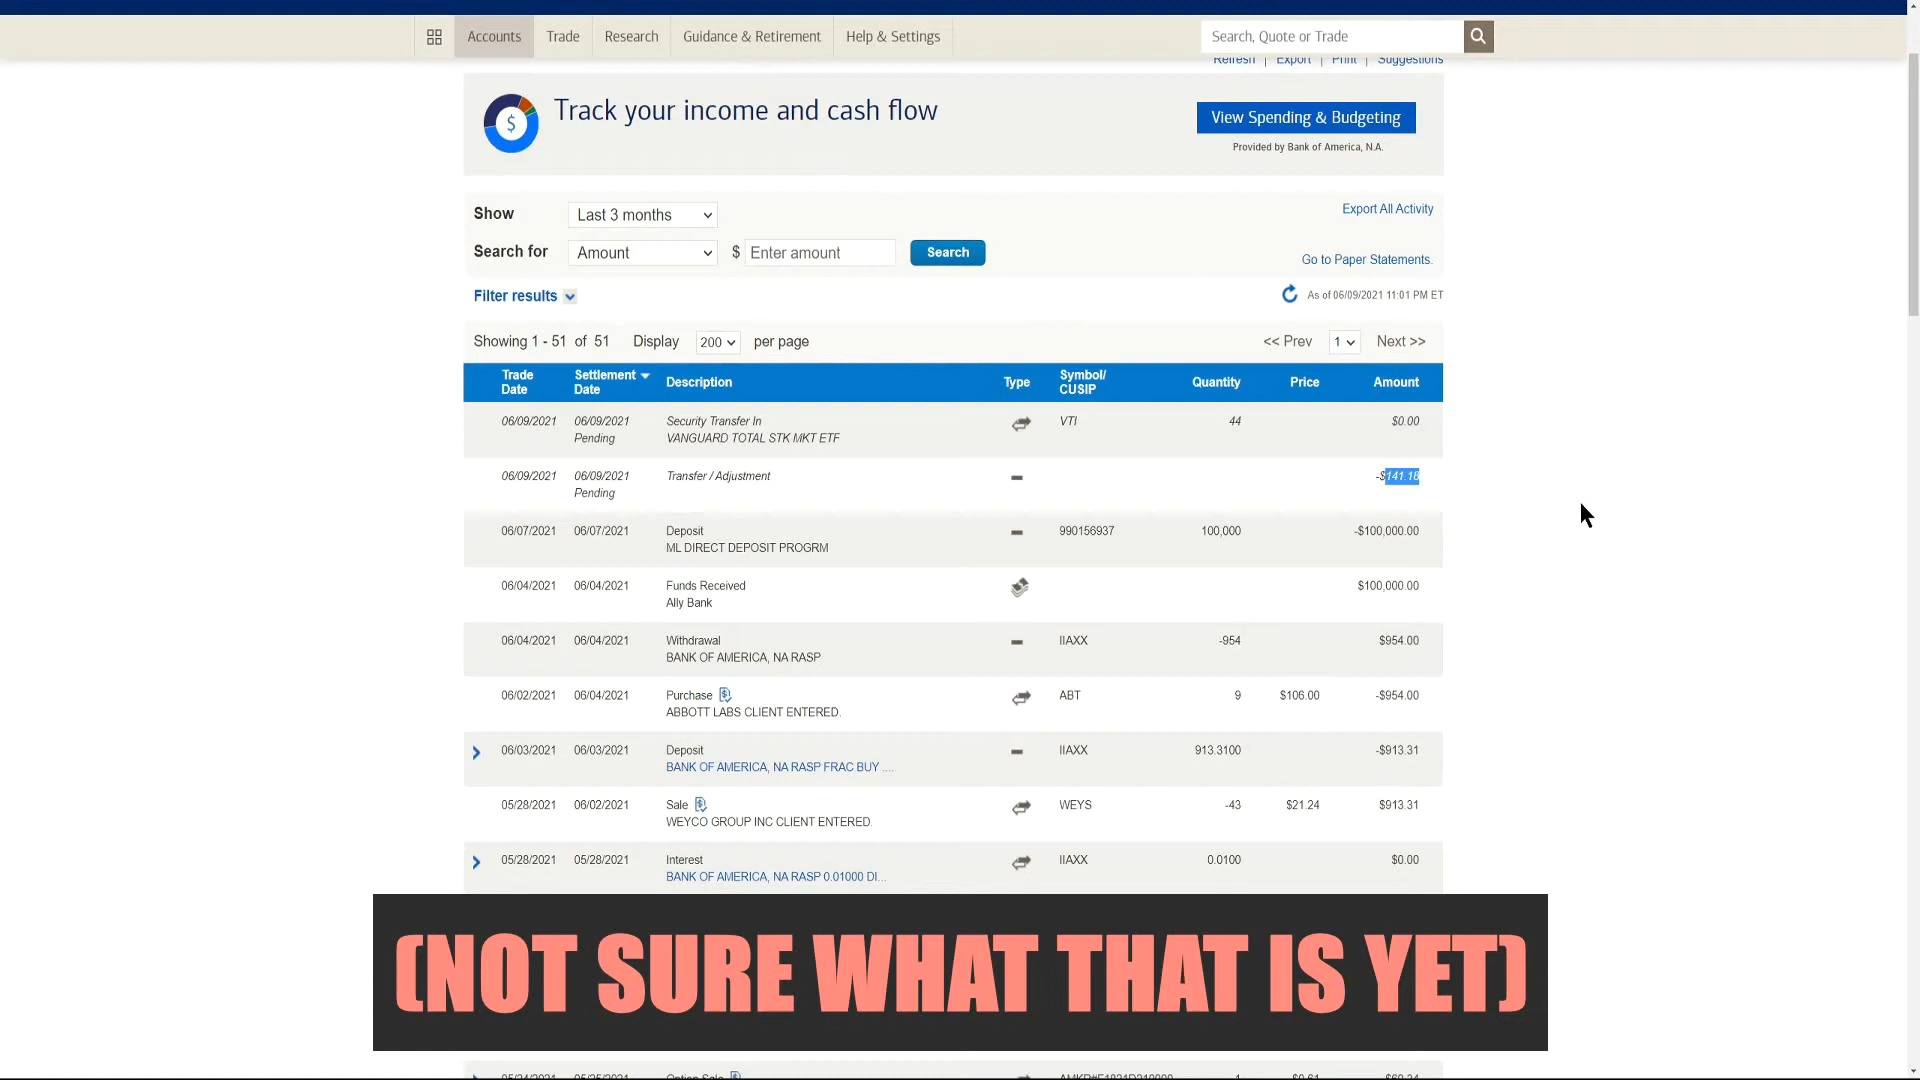 Accounts Trade Research Guidance & Retirement Help & Settings Search, Quote or Trade
Refresh | Export | Print | Suggestions
$ Track your income and cash flow
View Spending & Budgeting
Provided by Bank of America, N.A.
Show Last 3 months Export All Activity
Search for Amount $ Enter amount Search
Go to Paper Statements.
Filter results As of 06/09/2021 11:01 PM ET
Showing 1 - 51 of 51 Display 200 per page << Prev 1 Next >>
Trade Date Settlement Date Description Type Symbol/ CUSIP Quantity Price Amount
06/09/2021 06/09/2021 Security Transfer In VTI 44 $0.00
Pending VANGUARD TOTAL STK MKT ETF
06/09/2021 06/09/2021 Transfer / Adjustment -$141.18
Pending
06/07/2021 06/07/2021 Deposit 990156937 100,000 -$100,000.00
ML DIRECT DEPOSIT PROGRM
06/04/2021 06/04/2021 Funds Received $100,000.00
Ally Bank
06/04/2021 06/04/2021 Withdrawal IIAXX -954 $954.00
BANK OF AMERICA, NA RASP
06/02/2021 06/04/2021 Purchase ABT 9 $106.00 -$954.00
ABBOTT LABS CLIENT ENTERED.
06/03/2021 06/03/2021 Deposit IIAXX 913.3100 -$913.31
BANK OF AMERICA, NA RASP FRAC BUY ....
05/28/2021 06/02/2021 Sale WEYS -43 $21.24 $913.31
WEYCO GROUP INC CLIENT ENTERED.
05/28/2021 05/28/2021 Interest IIAXX 0.0100 $0.00
BANK OF AMERICA, NA RASP 0.01000 DI...
(NOT SURE WHAT THAT IS YET)